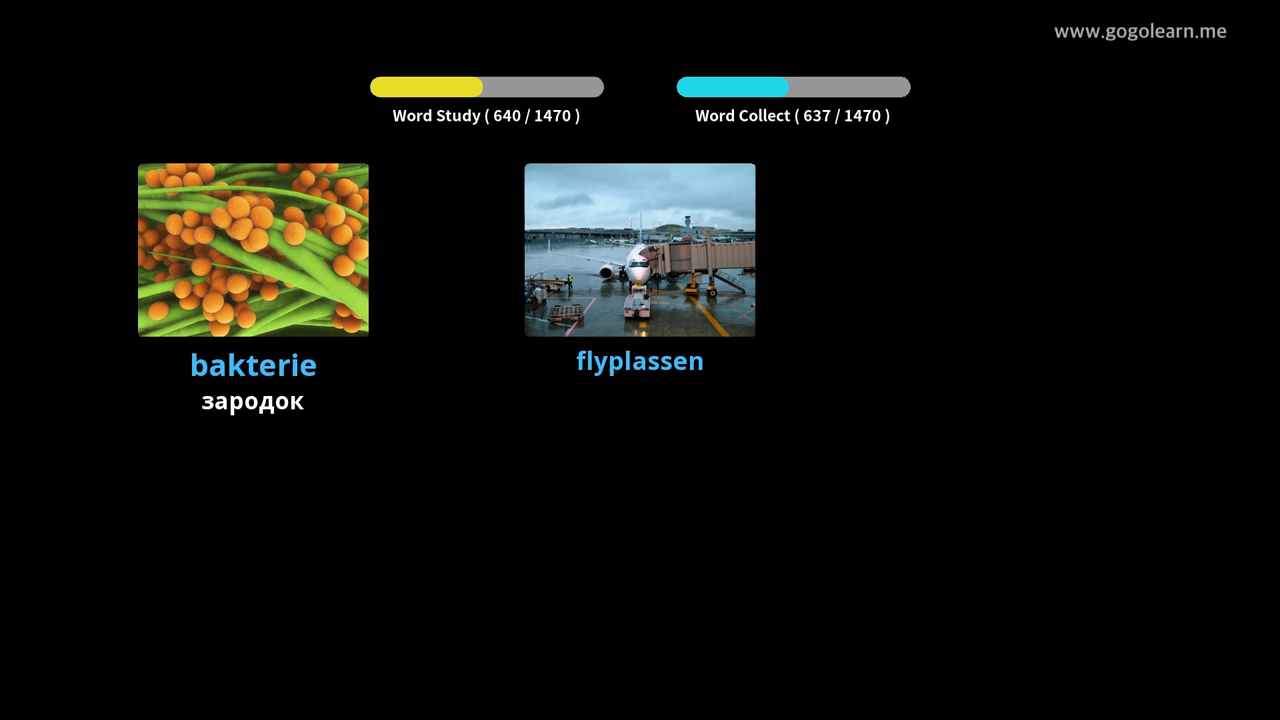 www.gogolearn.me
Word Study ( 640 / 1470 )
Word Collect ( 637 / 1470 )
bakterie
зародок
flyplassen